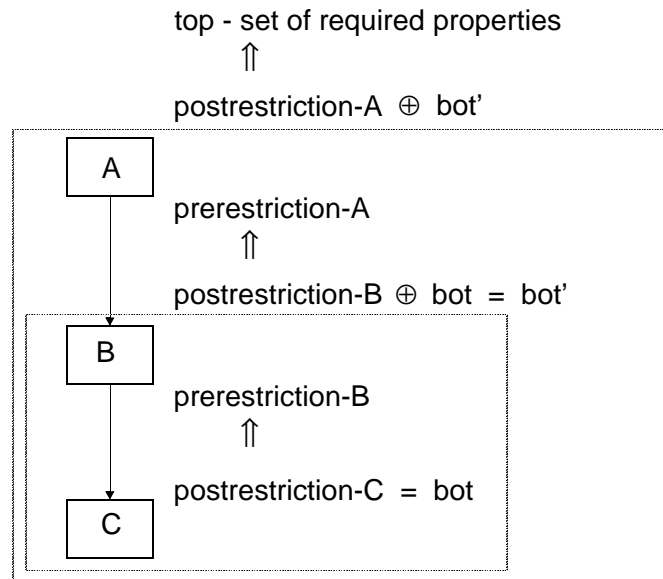 top - set of required properties
⇑
postrestriction-A ⊕ bot’
A
prerestriction-A
⇑
postrestriction-B ⊕ bot = bot’
B
prerestriction-B
⇑
postrestriction-C = bot
C